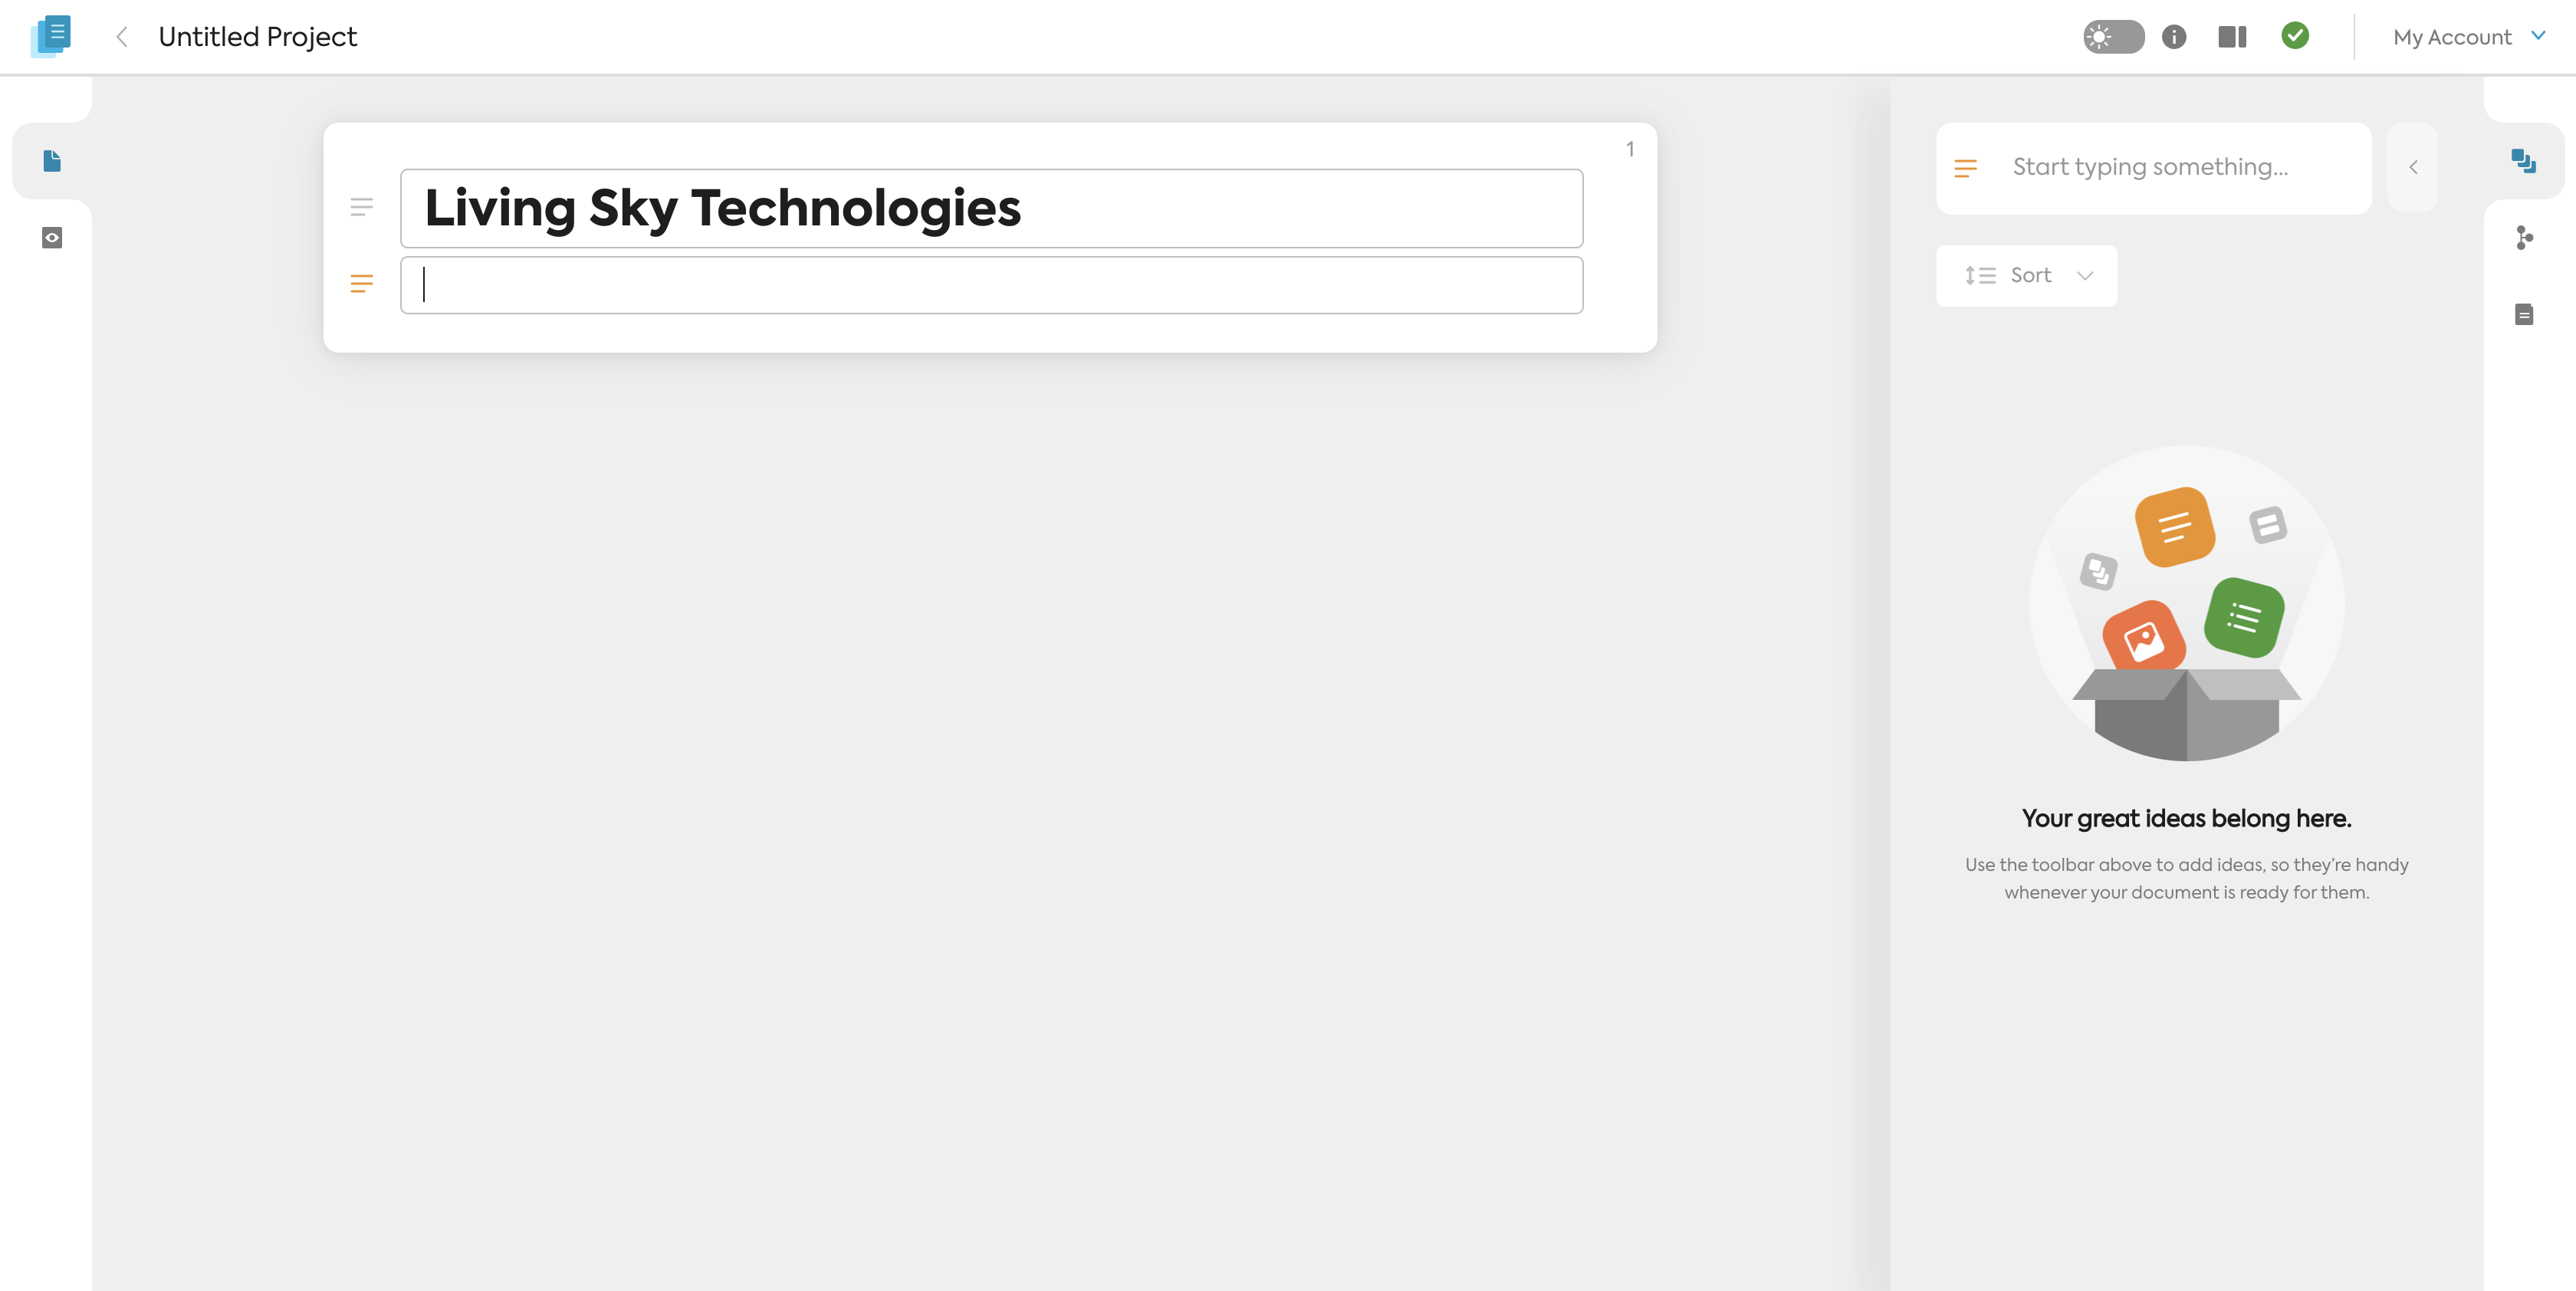 Untitled Project
My Account
1
Living Sky Technologies
Start typing something...
Sort
Your great ideas belong here.
Use the toolbar above to add ideas, so they're handy
whenever your document is ready for them.